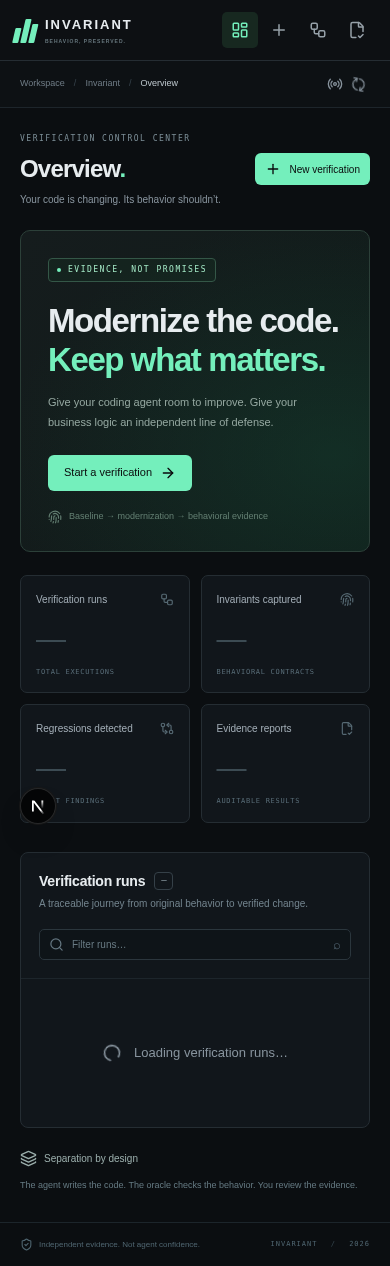 INVARIANT
BEHAVIOR, PRESERVED.
Workspace / Invariant / Overview
VERIFICATION CONTROL CENTER
Overview.
New verification
Your code is changing. Its behavior shouldn't.
EVIDENCE, NOT PROMISES
Modernize the code.
Keep what matters.
Give your coding agent room to improve. Give your
business logic an independent line of defense.
Start a verification →
Baseline → modernization → behavioral evidence
Verification runs
—
TOTAL EXECUTIONS
Invariants captured
—
BEHAVIORAL CONTRACTS
Regressions detected
—
FINDINGS
Evidence reports
—
AUDITABLE RESULTS
Verification runs –
A traceable journey from original behavior to verified change.
Filter runs…
Loading verification runs…
Separation by design
The agent writes the code. The oracle checks the behavior. You review the evidence.
Independent evidence. Not agent confidence.
INVARIANT / 2026